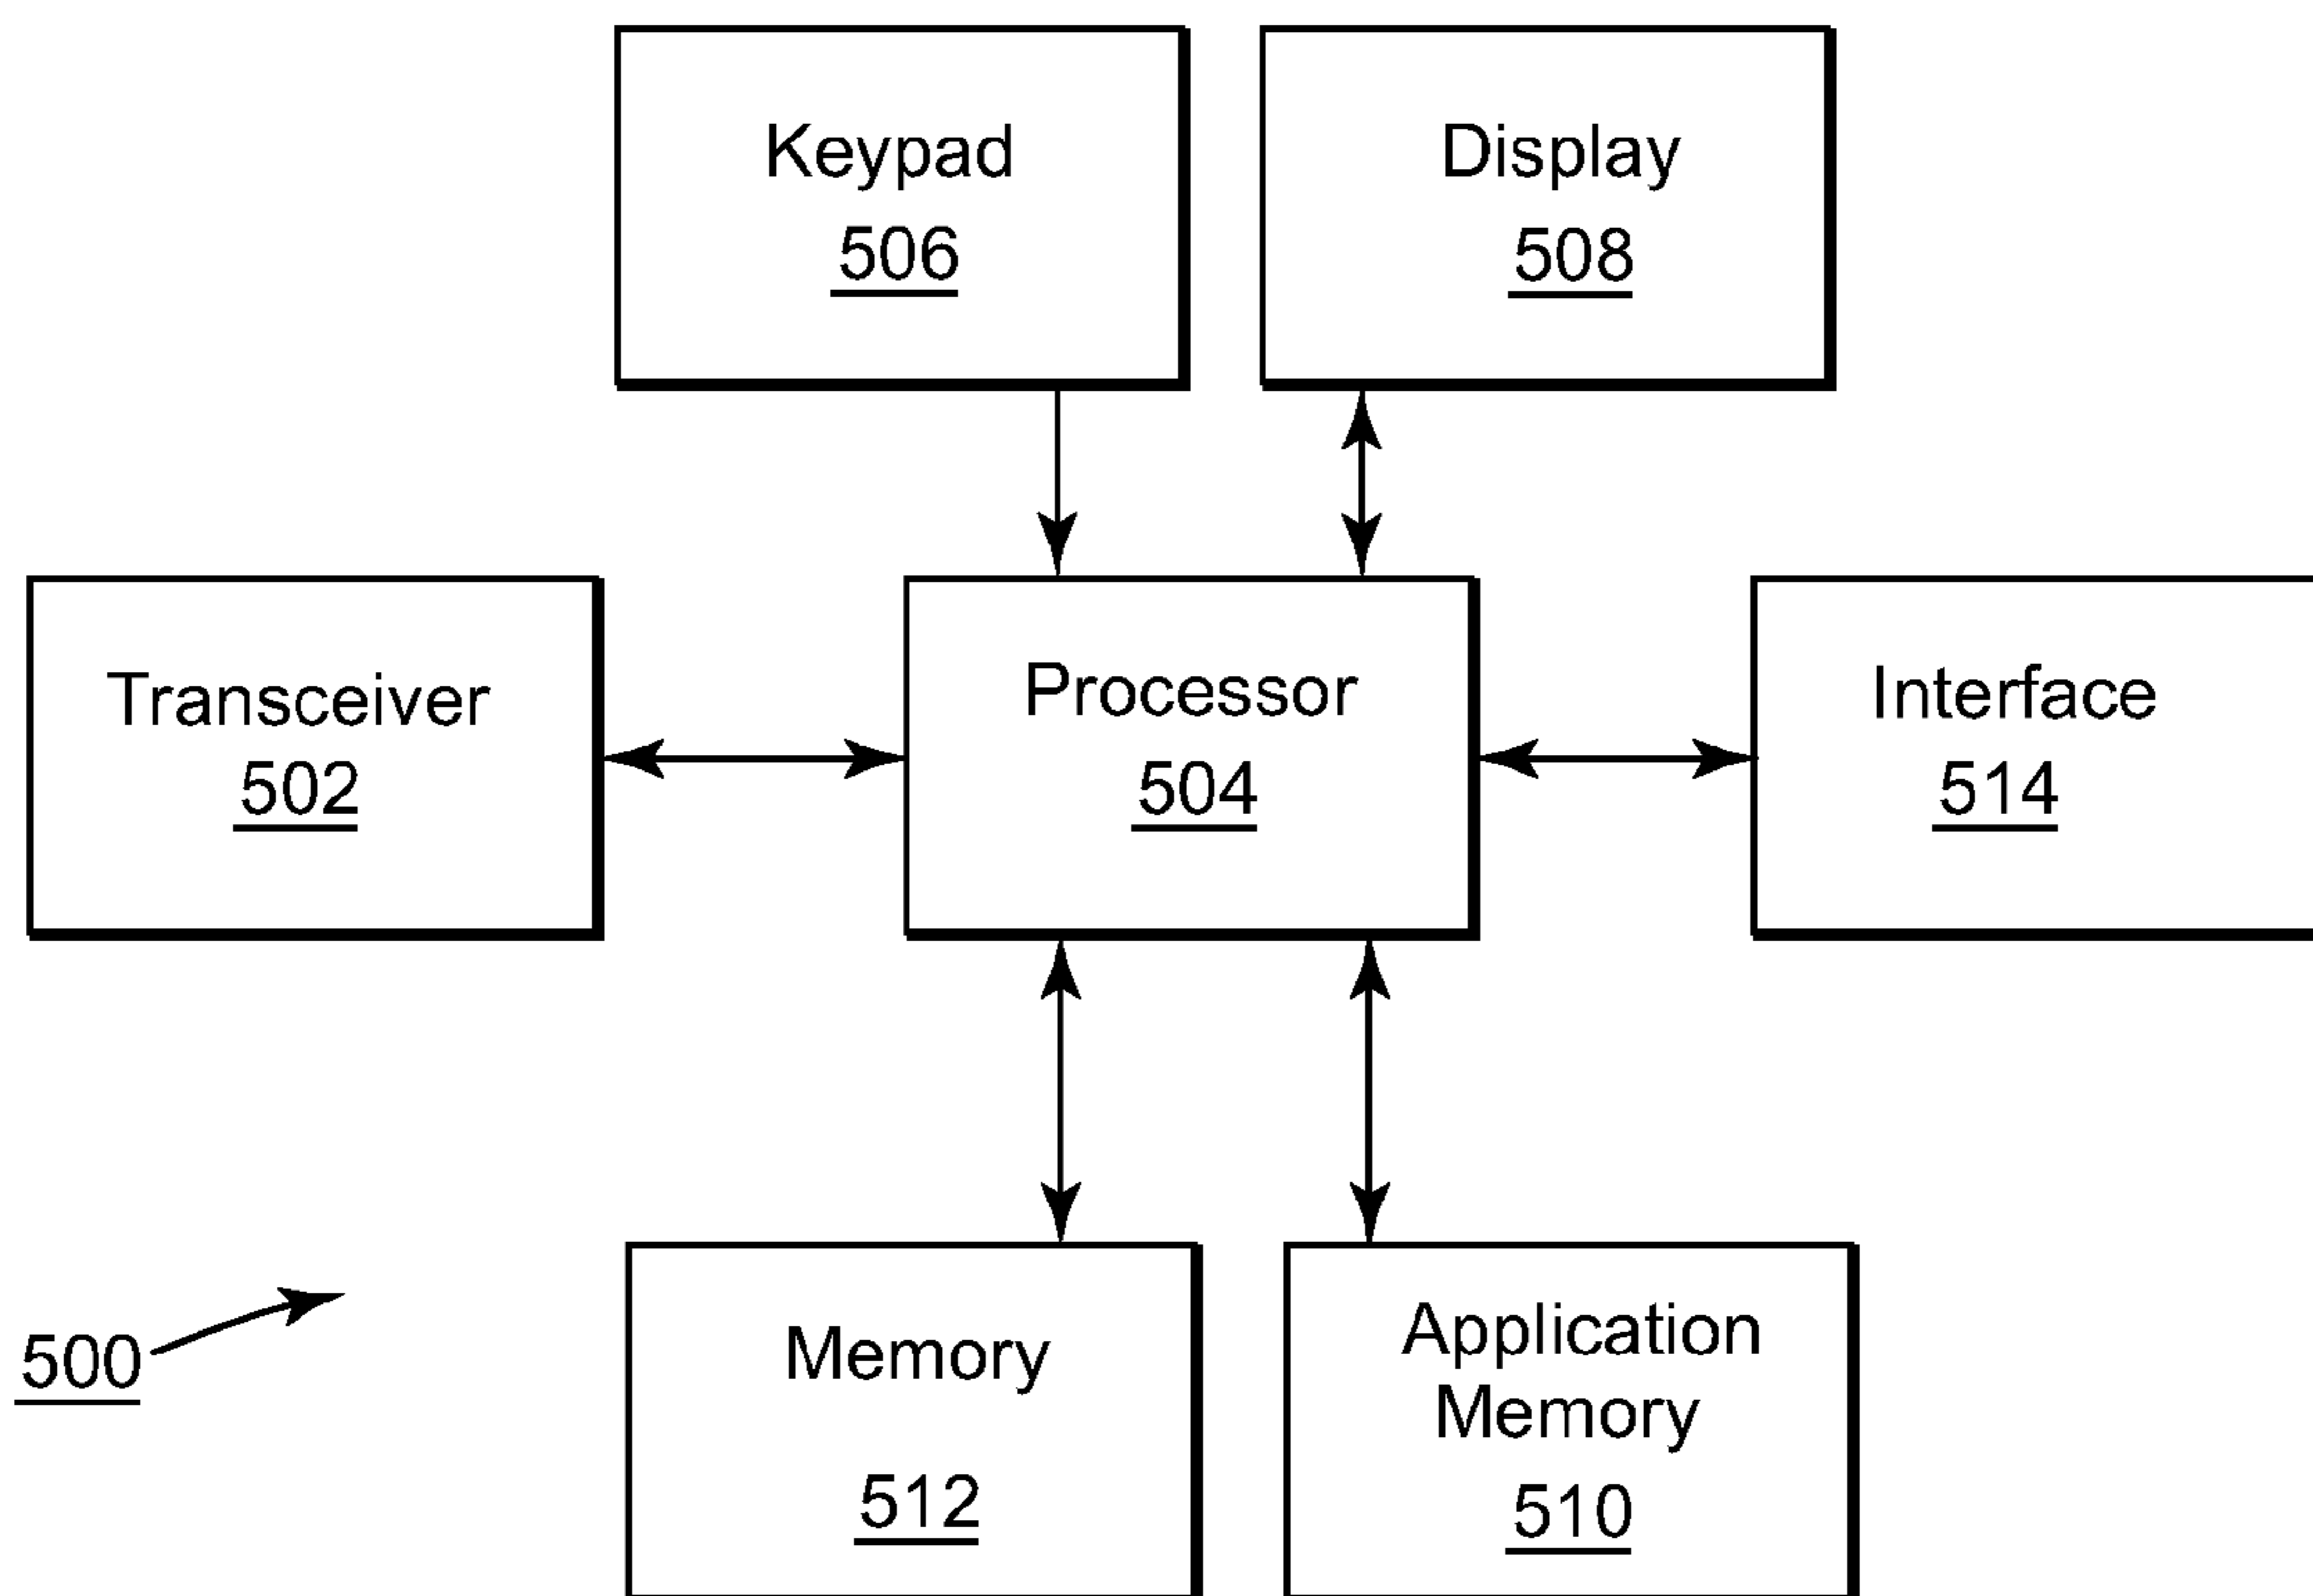 Keypad
506
Display
508
Transceiver
502
Processor
504
Interface
514
500
Memory
512
Application
Memory
510